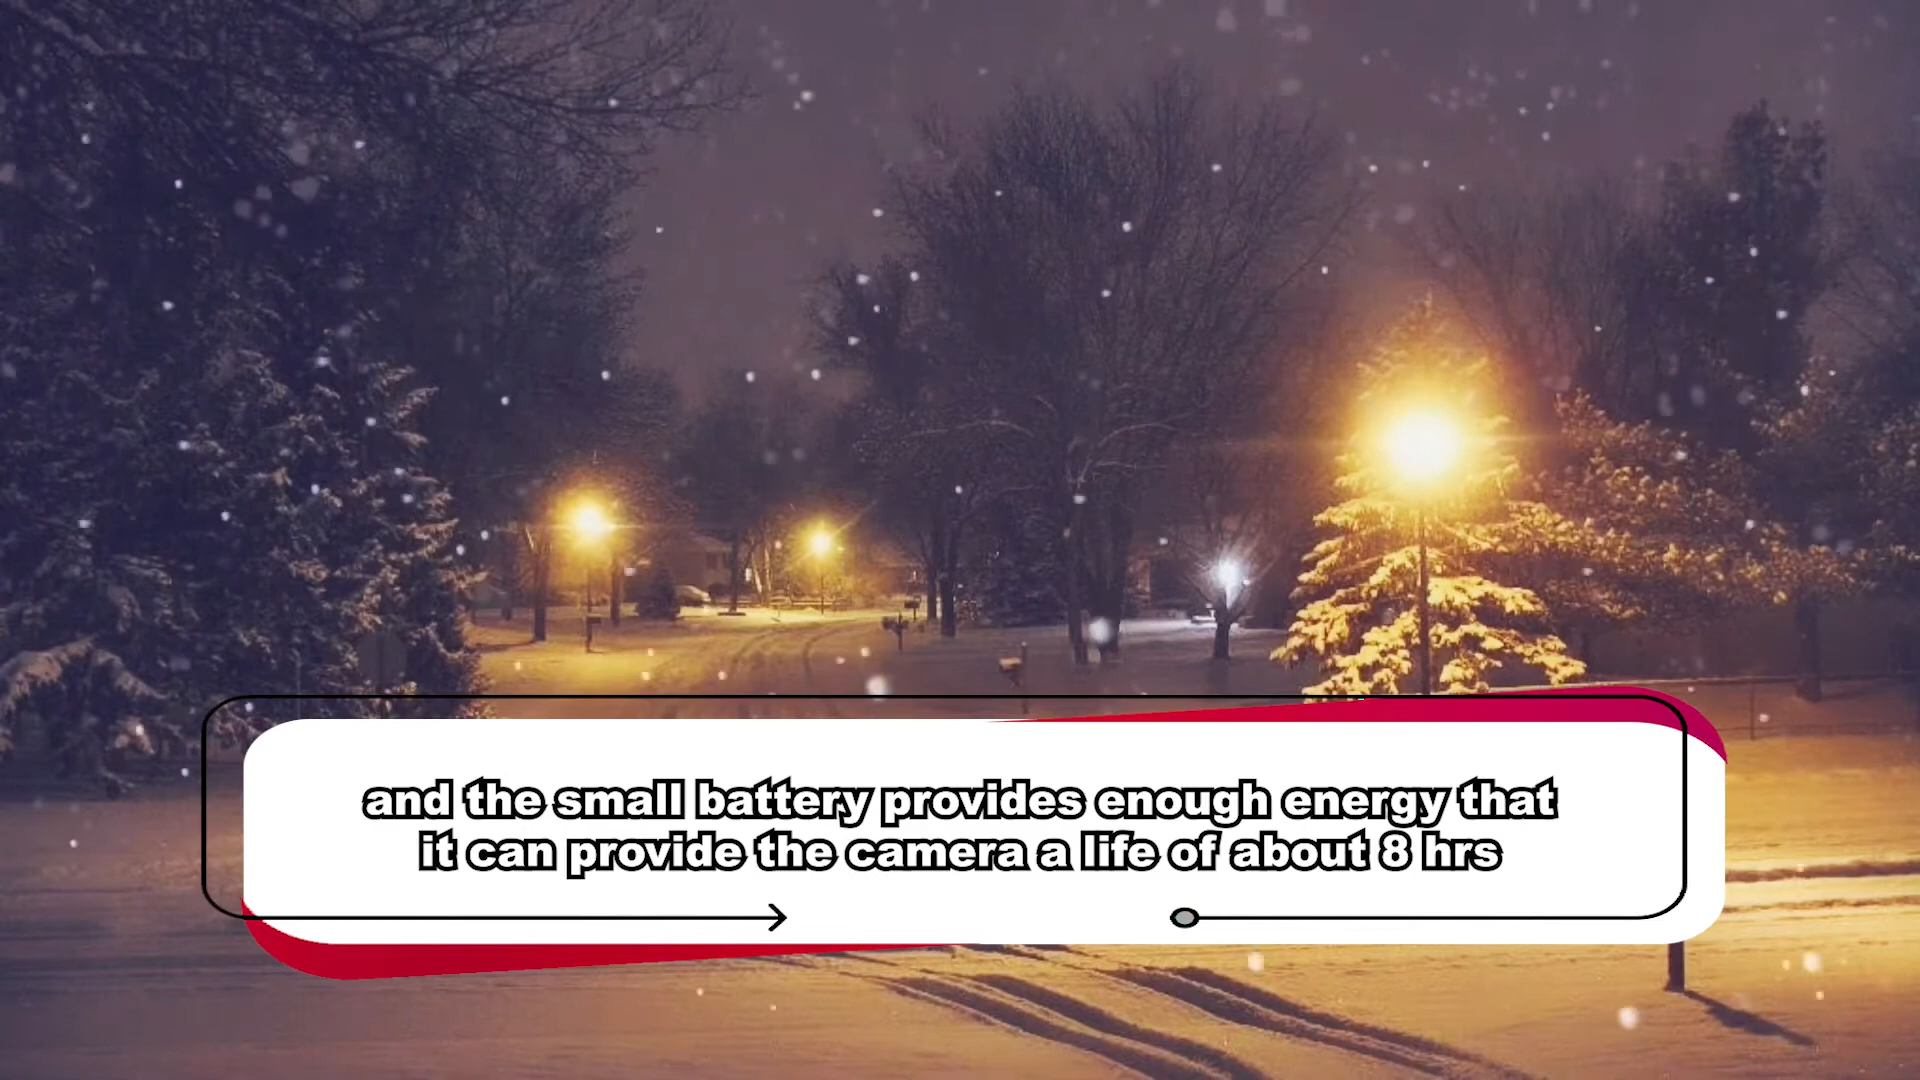 and the small battery provides enough energy that
it can provide the camera a life of about 8 hrs